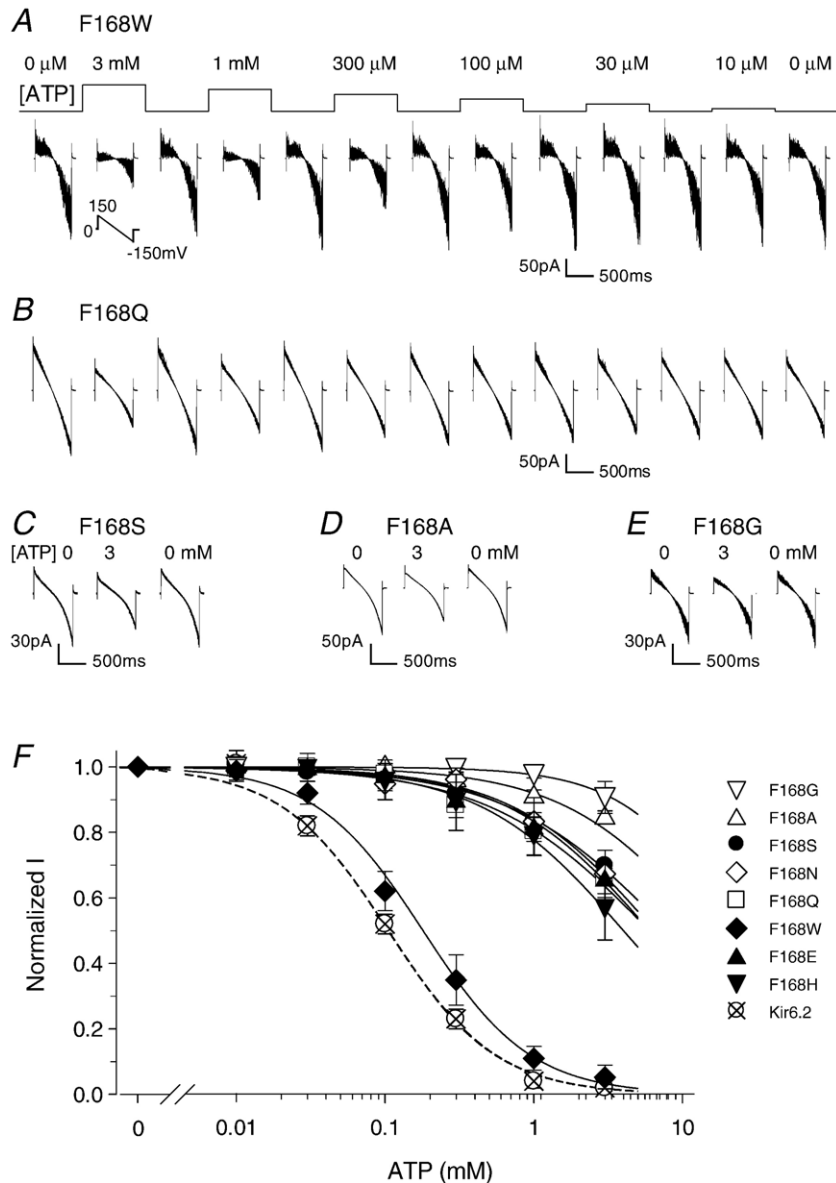 A F168W
0 µM 3 mM 1 mM 300 µM 100 µM 30 µM 10 µM 0 µM
[ATP]
150
0
-150mV
50pA 500ms
B F168Q
50pA 500ms
C F168S
[ATP] 0 3 0 mM
30pA 500ms
D F168A
0 3 0 mM
50pA 500ms
E F168G
0 3 0 mM
30pA 500ms
F
Normalized I
1.0
0.8
0.6
0.4
0.2
0.0
0 0.01 0.1 1 10
ATP (mM)
F168G
F168A
F168S
F168N
F168Q
F168W
F168E
F168H
Kir6.2